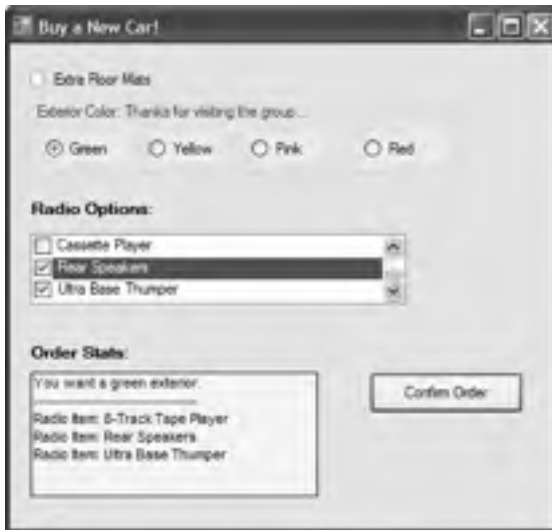 Buy a New Car!
Extra Floor Mats
Exterior Color: Thanks for visiting the group...
Green Yellow Pink Red
Radio Options:
Cassette Player
Rear Speakers
Ultra Base Thumper
Order Stats:
You want a green exterior.
--------------------------------
Confirm Order
Radio Item: 8-Track Tape Player
Radio Item: Rear Speakers
Radio Item: Ultra Base Thumper